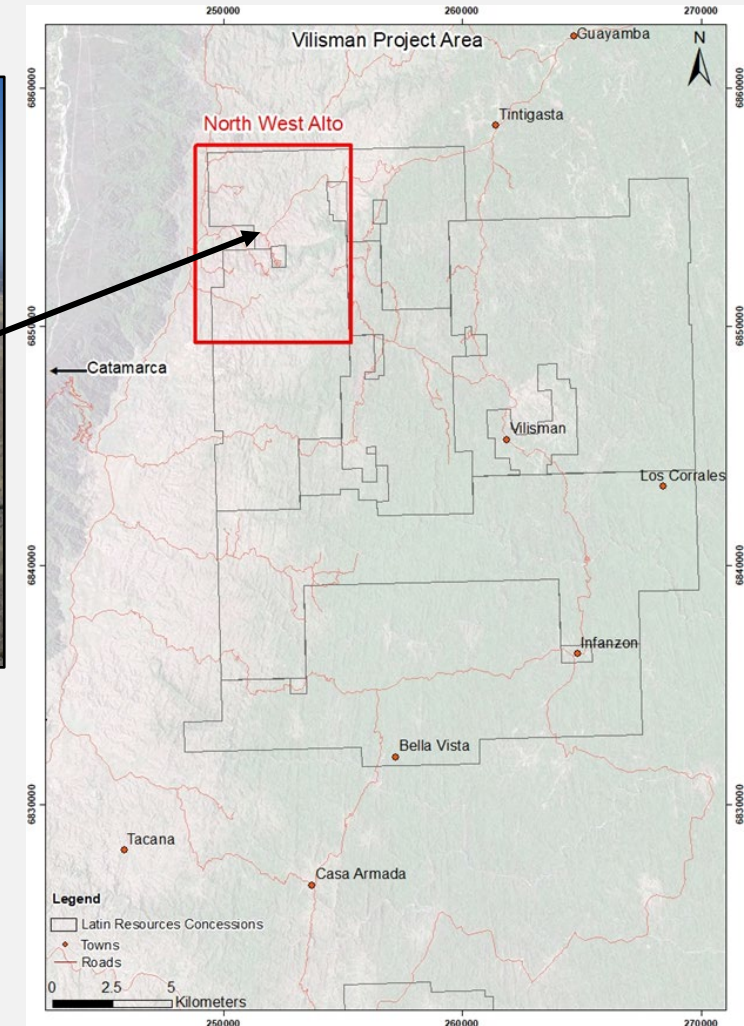 250000 260000 270000
Vilisman Project Area
N
Guayamba
6860000 6860000
Tintigasta
North West Alto
6850000 6850000
Catamarca
Vilisman
Los Corrales
6840000 6840000
Infanzon
Bella Vista
6830000 6830000
Tacana
Casa Armada
Legend
Latin Resources Concessions
Towns
Roads
0 2.5 5
Kilometers
250000 260000 270000